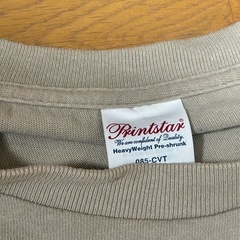 Printstar
We are confident of Quality.
HeavyWeight Pre-shrunk
085-CVT